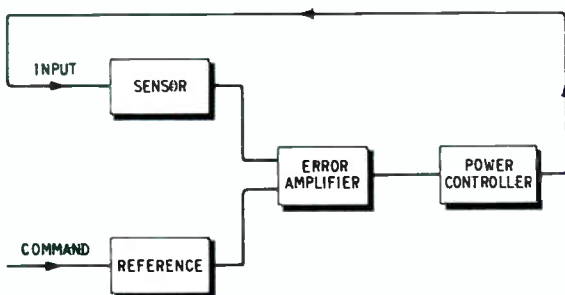 INPUT
SENSOR
ERROR
AMPLIFIER
POWER
CONTROLLER
COMMAND
REFERENCE